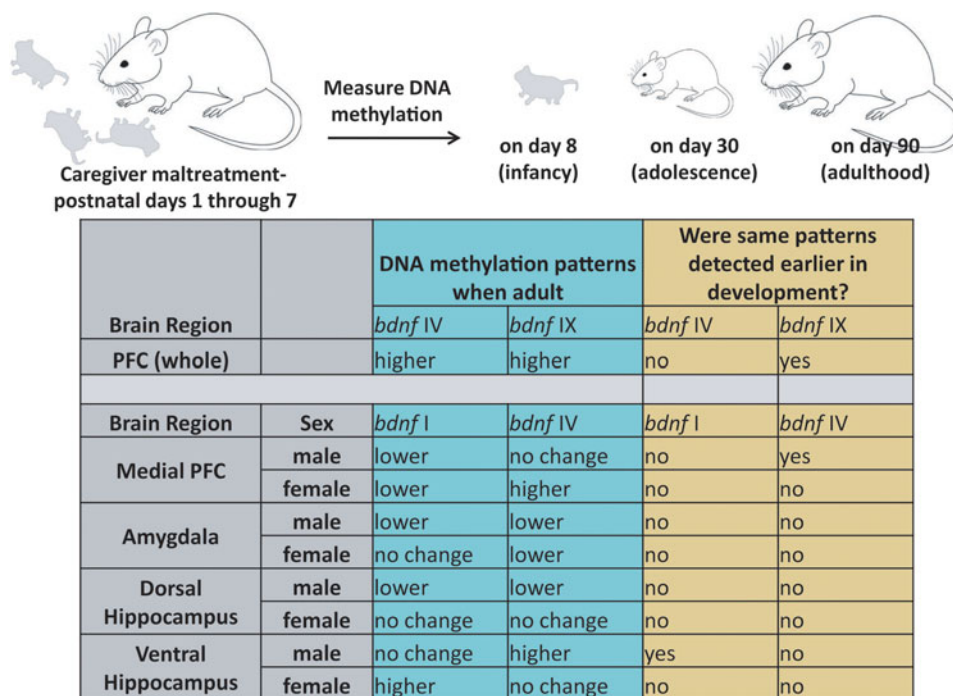 Measure DNA
methylation
on day 8
(infancy)
on day 30
(adolescence)
on day 90
(adulthood)
Caregiver maltreatment-
postnatal days 1 through 7
DNA methylation patterns
when adult
Were same patterns
detected earlier in
development?
Brain Region bdnf IV bdnf IX bdnf IV bdnf IX
PFC (whole) higher higher no yes
Brain Region Sex bdnf I bdnf IV bdnf I bdnf IV
Medial PFC
male lower no change no yes
female lower higher no no
Amygdala
male lower lower no no
female no change lower no no
Dorsal
Hippocampus
male lower lower no no
female no change no change no no
Ventral
Hippocampus
male no change higher yes no
female higher no change no no